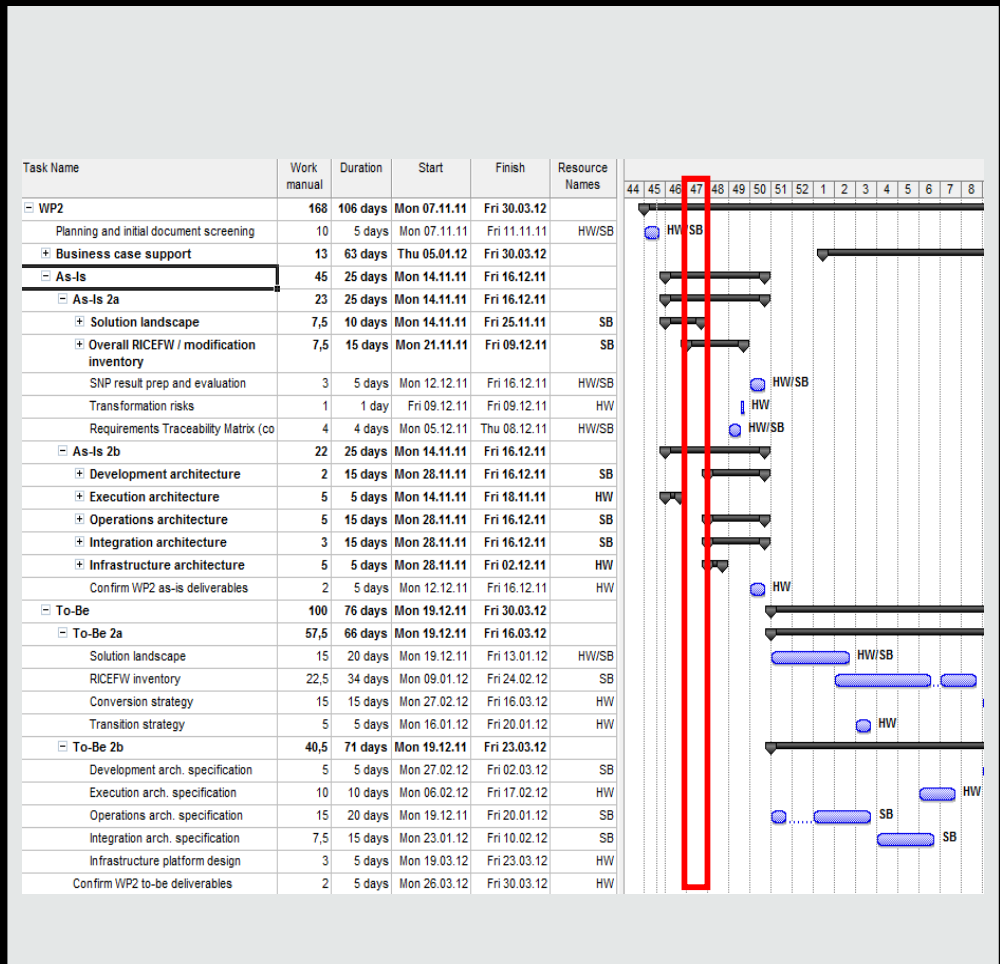 Task Name Work manual Duration Start Finish Resource Names
44 45 46 47 48 49 50 51 52 1 2 3 4 5 6 7 8
WP2 168 106 days Mon 07.11.11 Fri 30.03.12
Planning and initial document screening 10 5 days Mon 07.11.11 Fri 11.11.11 HW/SB HW/SB
Business case support 13 63 days Thu 05.01.12 Fri 30.03.12
As-Is 45 25 days Mon 14.11.11 Fri 16.12.11
As-Is 2a 23 25 days Mon 14.11.11 Fri 16.12.11
Solution landscape 7,5 10 days Mon 14.11.11 Fri 25.11.11 SB
Overall RICEFW / modification 7,5 15 days Mon 21.11.11 Fri 09.12.11 SB
inventory
SNP result prep and evaluation 3 5 days Mon 12.12.11 Fri 16.12.11 HW/SB HW/SB
Transformation risks 1 1 day Fri 09.12.11 Fri 09.12.11 HW HW
Requirements Traceability Matrix (co 4 4 days Mon 05.12.11 Thu 08.12.11 HW/SB HW/SB
As-Is 2b 22 25 days Mon 14.11.11 Fri 16.12.11
Development architecture 2 15 days Mon 28.11.11 Fri 16.12.11 SB
Execution architecture 5 5 days Mon 14.11.11 Fri 18.11.11 HW
Operations architecture 5 15 days Mon 28.11.11 Fri 16.12.11 SB
Integration architecture 3 15 days Mon 28.11.11 Fri 16.12.11 SB
Infrastructure architecture 5 5 days Mon 28.11.11 Fri 02.12.11 HW
Confirm WP2 as-is deliverables 2 5 days Mon 12.12.11 Fri 16.12.11 HW HW
To-Be 100 76 days Mon 19.12.11 Fri 30.03.12
To-Be 2a 57,5 66 days Mon 19.12.11 Fri 16.03.12
Solution landscape 15 20 days Mon 19.12.11 Fri 13.01.12 HW/SB HW/SB
RICEFW inventory 22,5 34 days Mon 09.01.12 Fri 24.02.12 SB
Conversion strategy 15 15 days Mon 27.02.12 Fri 16.03.12 HW
Transition strategy 5 5 days Mon 16.01.12 Fri 20.01.12 HW HW
To-Be 2b 40,5 71 days Mon 19.12.11 Fri 23.03.12
Development arch. specification 5 5 days Mon 27.02.12 Fri 02.03.12 SB
Execution arch. specification 10 10 days Mon 06.02.12 Fri 17.02.12 HW HW
Operations arch. specification 15 20 days Mon 19.12.11 Fri 20.01.12 SB SB
Integration arch. specification 7,5 15 days Mon 23.01.12 Fri 10.02.12 SB SB
Infrastructure platform design 3 5 days Mon 19.03.12 Fri 23.03.12 HW
Confirm WP2 to-be deliverables 2 5 days Mon 26.03.12 Fri 30.03.12 HW